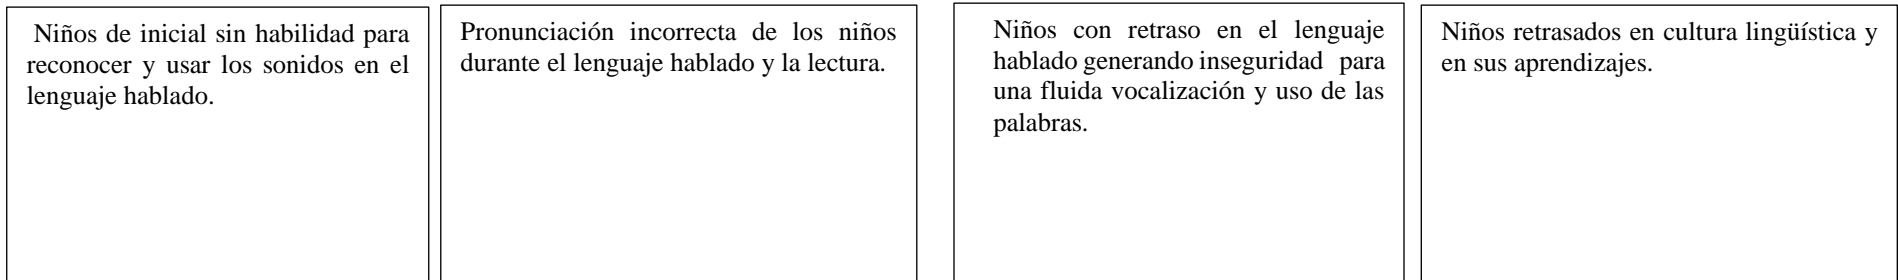 Niños de inicial sin habilidad para
reconocer y usar los sonidos en el
lenguaje hablado.
Pronunciación incorrecta de los niños
durante el lenguaje hablado y la lectura.
Niños con retraso en el lenguaje
hablado generando inseguridad para
una fluida vocalización y uso de las
palabras.
Niños retrasados en cultura lingüística y
en sus aprendizajes.